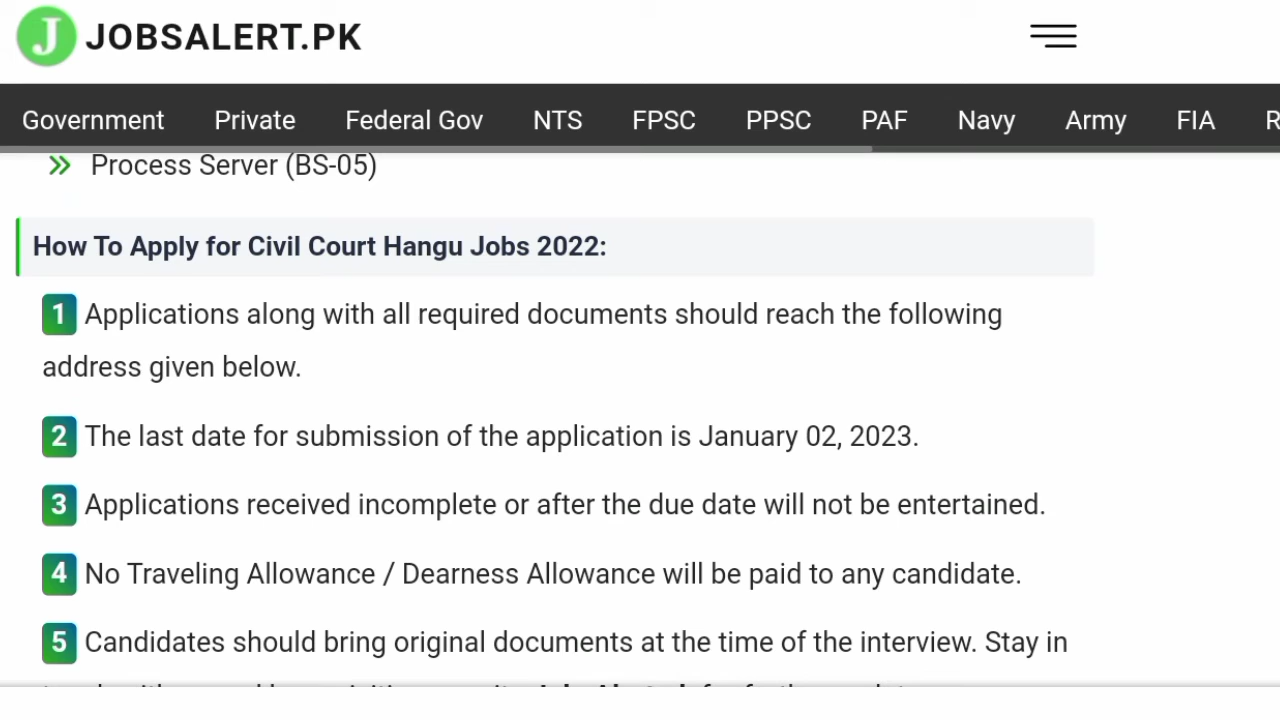 J JOBSALERT.PK
Government Private Federal Gov NTS FPSC PPSC PAF Navy Army FIA R
Process Server (BS-05)
How To Apply for Civil Court Hangu Jobs 2022:
1 Applications along with all required documents should reach the following
address given below.
2 The last date for submission of the application is January 02, 2023.
3 Applications received incomplete or after the due date will not be entertained.
4 No Traveling Allowance / Dearness Allowance will be paid to any candidate.
5 Candidates should bring original documents at the time of the interview. Stay in